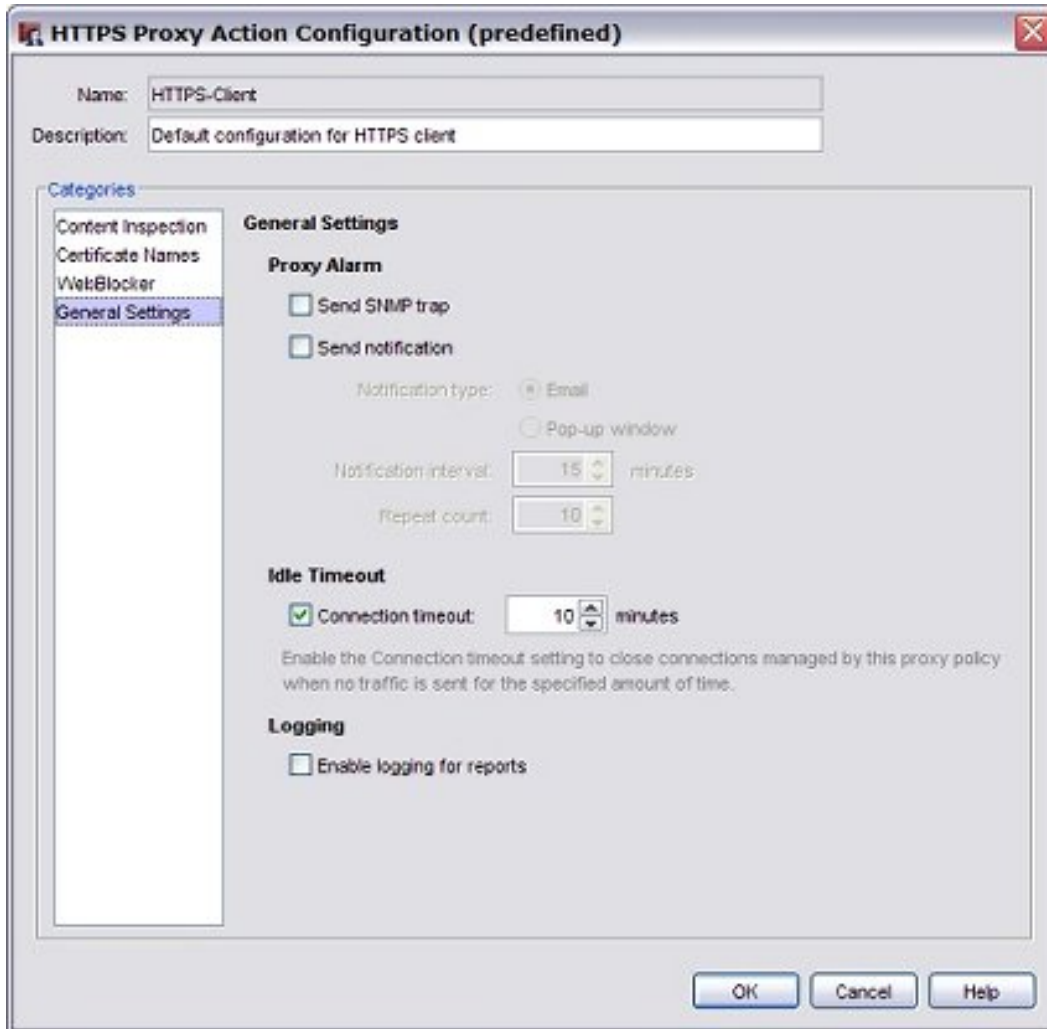 HTTPS Proxy Action Configuration (predefined)
Name: HTTPS-Client
Description: Default configuration for HTTPS client
Categories
Content Inspection
Certificate Names
WebBlocker
General Settings
General Settings
Proxy Alarm
Send SNMP trap
Send notification
Notification type: Email
Pop-up window
Notification interval: 15 minutes
Repeat count: 10
Idle Timeout
Connection timeout: 10 minutes
Enable the Connection timeout setting to close connections managed by this proxy policy
when no traffic is sent for the specified amount of time.
Logging
Enable logging for reports
OK Cancel Help